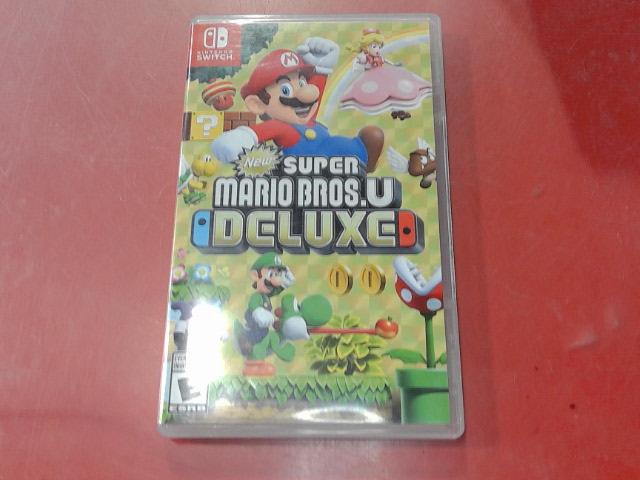 NINTENDO
SWITCH
M
?
New
SUPER
MARIO BROS. U
DELUXE
E